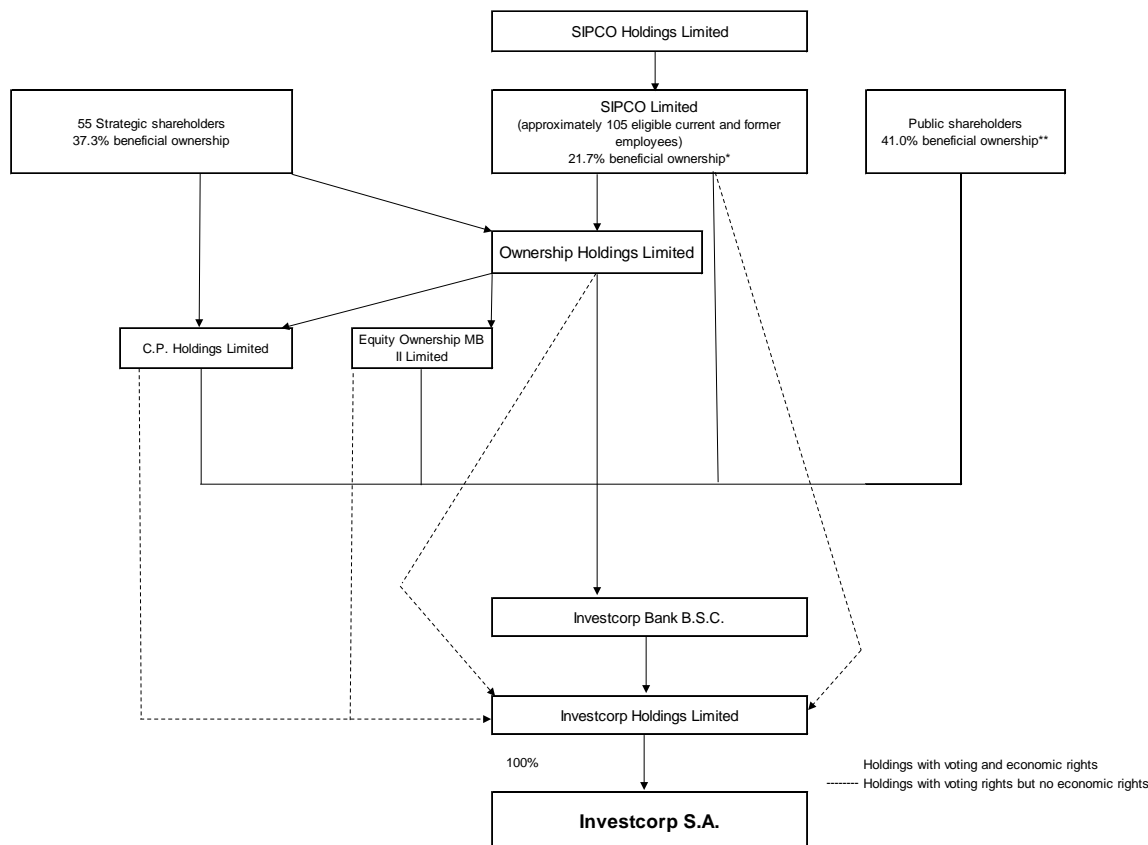 SIPCO Holdings Limited
55 Strategic shareholders
37.3% beneficial ownership
SIPCO Limited
(approximately 105 eligible current and former
employees)
21.7% beneficial ownership*
Public shareholders
41.0% beneficial ownership**
Ownership Holdings Limited
C.P. Holdings Limited
Equity Ownership MB
II Limited
Investcorp Bank B.S.C.
Investcorp Holdings Limited
100%
Holdings with voting and economic rights
Holdings with voting rights but no economic rights
Investcorp S.A.